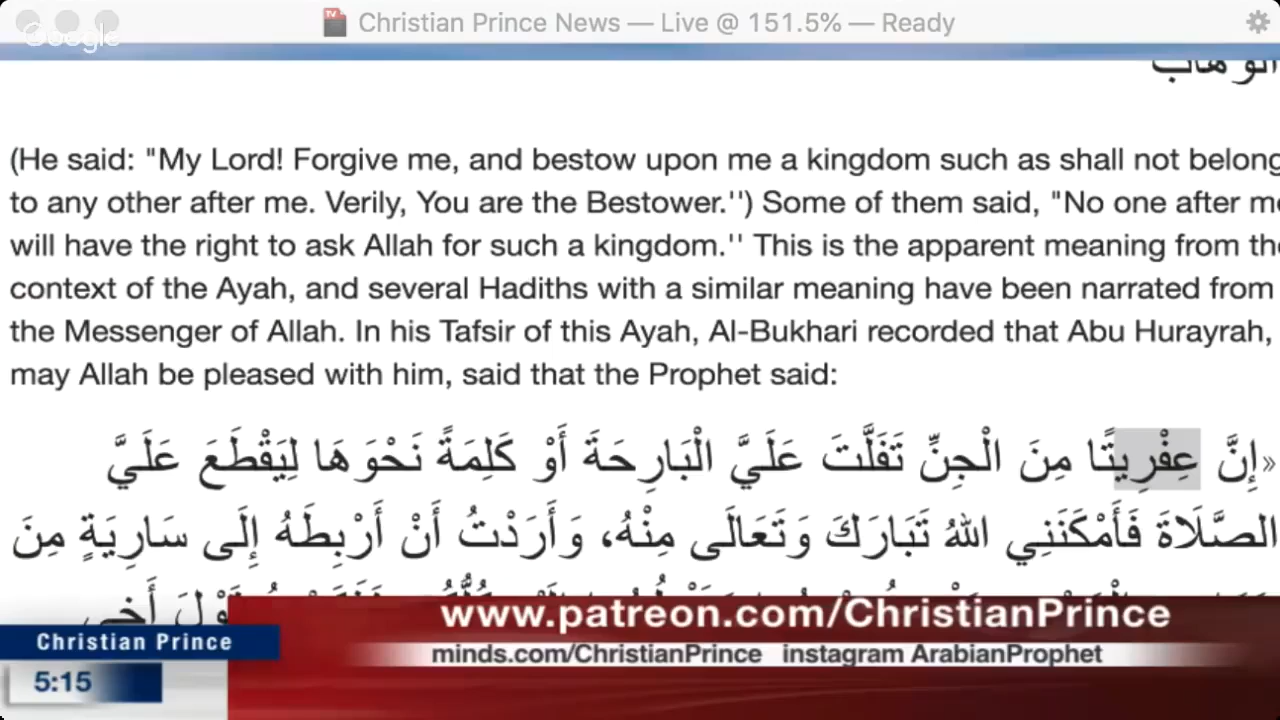 Christian Prince News — Live @ 151.5% — Ready
Google
الوهاب
(He said: "My Lord! Forgive me, and bestow upon me a kingdom such as shall not belong
to any other after me. Verily, You are the Bestower.'') Some of them said, "No one after me
will have the right to ask Allah for such a kingdom.'' This is the apparent meaning from the
context of the Ayah, and several Hadiths with a similar meaning have been narrated from
the Messenger of Allah. In his Tafsir of this Ayah, Al-Bukhari recorded that Abu Hurayrah,
may Allah be pleased with him, said that the Prophet said:
«إِنَّ عِفْرِيتًا مِنَ الْجِنِّ تَفَلَّتَ عَلَيَّ الْبَارِحَةَ أَوْ كَلِمَةً نَحْوَهَا لِيَقْطَعَ عَلَيَّ
الصَّلَاةَ فَأَمْكَنَنِي اللهُ تَبَارَكَ وَتَعَالَى مِنْهُ، وَأَرَدْتُ أَنْ أَرْبِطَهُ إِلَى سَارِيَةٍ مِنَ
قَوْلَ أَخِي
www.patreon.com/ChristianPrince
Christian Prince
minds.com/ChristianPrince instagram ArabianProphet
5:15